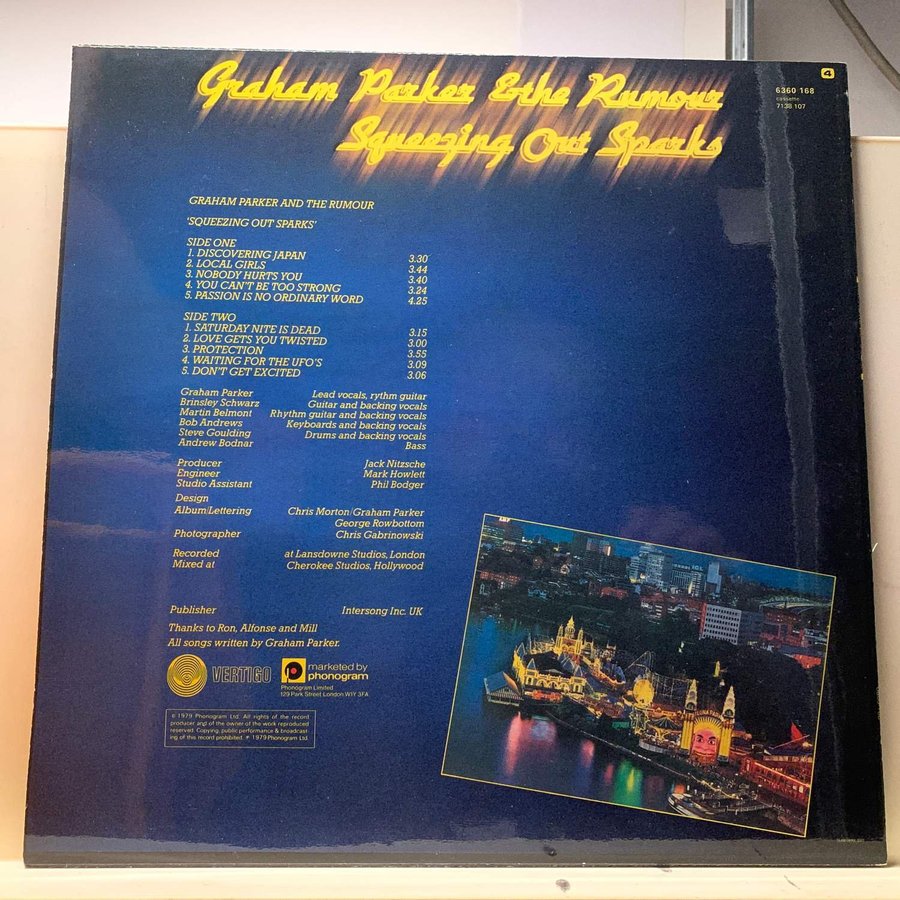 Graham Parker & the Rumour
Squeezing Out Sparks
4
6360 168
cassette
7138 107
GRAHAM PARKER AND THE RUMOUR
'SQUEEZING OUT SPARKS'
SIDE ONE
1. DISCOVERING JAPAN 3.30
2. LOCAL GIRLS 3.44
3. NOBODY HURTS YOU 3.40
4. YOU CAN'T BE TOO STRONG 3.24
5. PASSION IS NO ORDINARY WORD 4.25
SIDE TWO
1. SATURDAY NITE IS DEAD 3.15
2. LOVE GETS YOU TWISTED 3.00
3. PROTECTION 3.55
4. WAITING FOR THE UFO'S 3.09
5. DON'T GET EXCITED 3.06
Graham Parker Lead vocals, rythm guitar
Brinsley Schwarz Guitar and backing vocals
Martin Belmont Rhythm guitar and backing vocals
Bob Andrews Keyboards and backing vocals
Steve Goulding Drums and backing vocals
Andrew Bodnar Bass
Producer Jack Nitzsche
Engineer Mark Howlett
Studio Assistant Phil Bodger
Design
Album/Lettering Chris Morton/Graham Parker
George Rowbottom
Photographer Chris Gabrinowski
Recorded at Lansdowne Studios, London
Mixed at Cherokee Studios, Hollywood
Publisher Intersong Inc. UK
Thanks to Ron, Alfonse and Mill
All songs written by Graham Parker.
VERTIGO
marketed by
phonogram
Phonogram Limited
129 Park Street London W1Y 3FA
© 1979 Phonogram Ltd. All rights of the record
producer and of the owner of the work reproduced
reserved. Copying, public performance & broadcast
ing of this record prohibited. ℗ 1979 Phonogram Ltd.